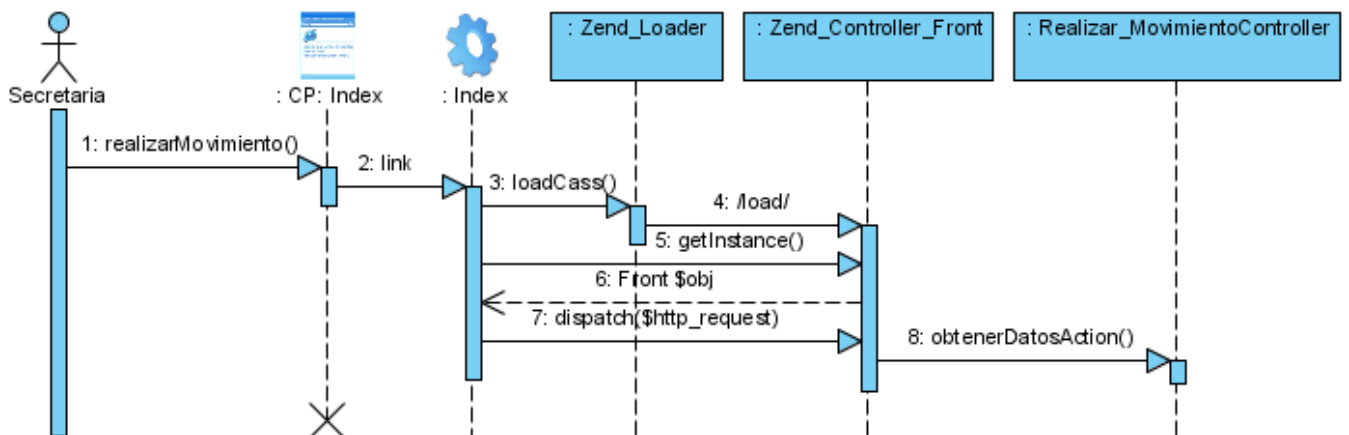 : Zend_Loader
: Zend_Controller_Front
: Realizar_MovimientoController
Secretaria
: CP: Index
: Index
1: realizarMovimiento()
2: link
3: loadCass()
4: /load/
5: getInstance()
6: Front $obj
7: dispatch($http_request)
8: obtenerDatosAction()